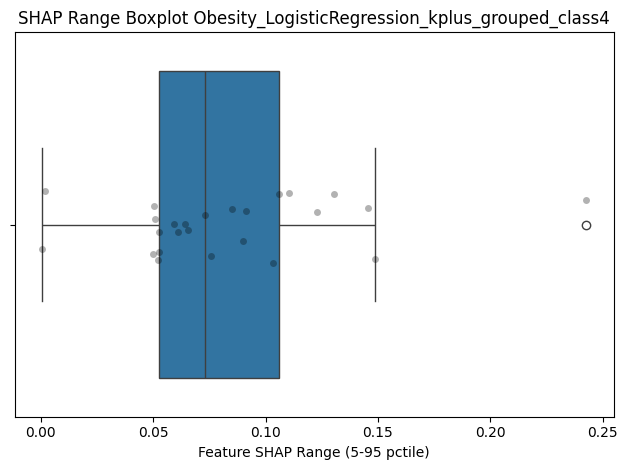 SHAP Range Boxplot Obesity_LogisticRegression_kplus_grouped_class4
0.00 0.05 0.10 0.15 0.20 0.25
Feature SHAP Range (5-95 pctile)